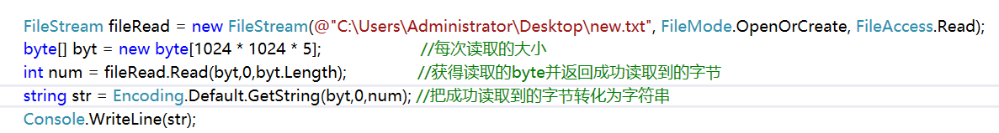 FileStream fileRead = new FileStream(@"C:\Users\Administrator\Desktop\new.txt", FileMode.OpenOrCreate, FileAccess.Read);
byte[] byt = new byte[1024 * 1024 * 5]; //每次读取的大小
int num = fileRead.Read(byt,0,byt.Length); //获得读取的byte并返回成功读取到的字节
string str = Encoding.Default.GetString(byt,0,num); //把成功读取到的字节转化为字符串
Console.WriteLine(str);